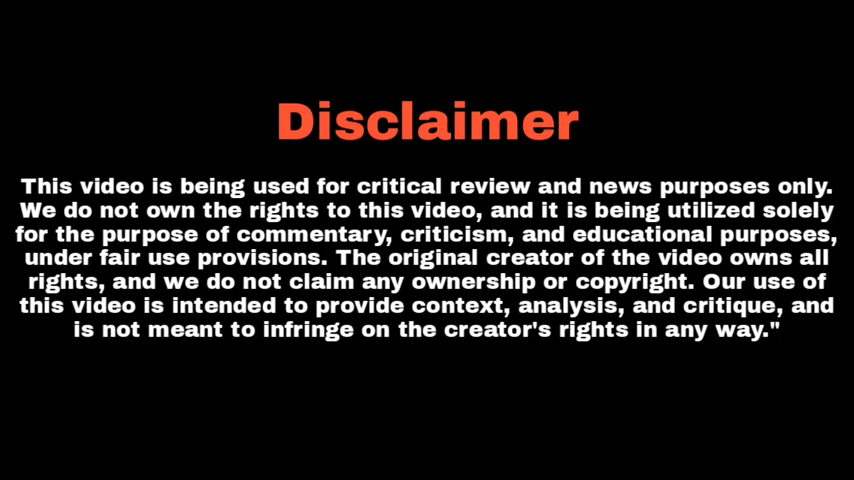 Disclaimer
This video is being used for critical review and news purposes only.
We do not own the rights to this video, and it is being utilized solely
for the purpose of commentary, criticism, and educational purposes,
under fair use provisions. The original creator of the video owns all
rights, and we do not claim any ownership or copyright. Our use of
this video is intended to provide context, analysis, and critique, and
is not meant to infringe on the creator's rights in any way."